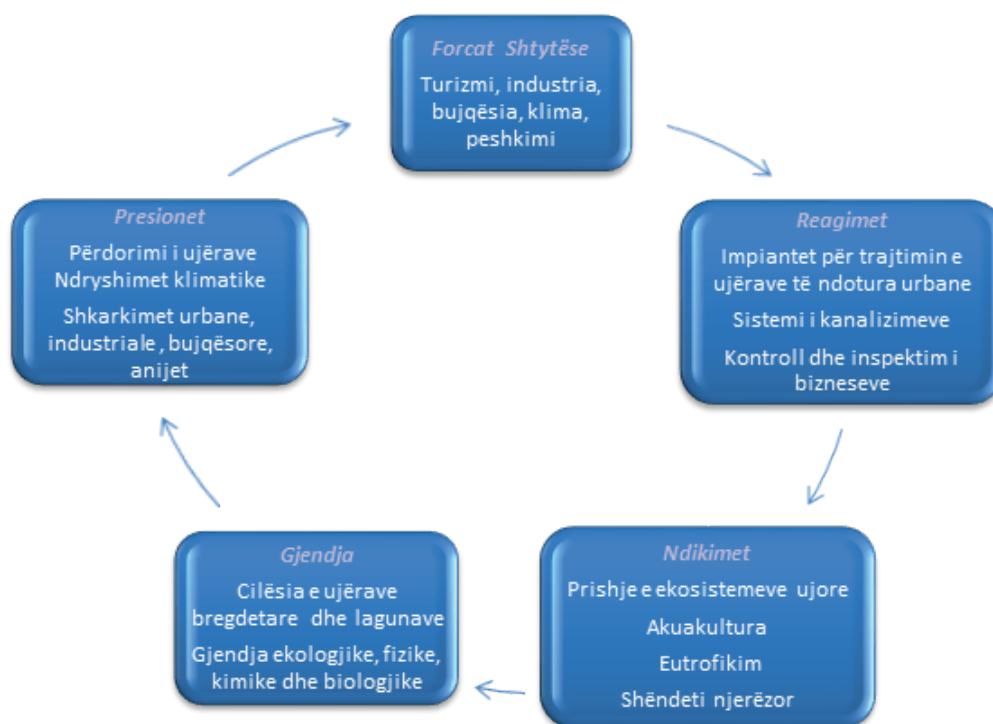 Forcat Shtytëse
Turizmi, industria,
bujqësia, klima,
peshkimi
Reagimet
Impiantet për trajtimin e
ujërave të ndotura urbane
Sistemi i kanalizimeve
Kontroll dhe inspektim i
bizneseve
Ndikimet
Prishje e ekosistemeve ujore
Akuakultura
Eutrofikim
Shëndeti njerëzor
Gjendja
Cilësia e ujërave
bregdetare dhe lagunave
Gjendja ekologjike, fizike,
kimike dhe biologjike
Presionet
Përdorimi i ujërave
Ndryshimet klimatike
Shkarkimet urbane,
industriale, bujqësore,
anijet